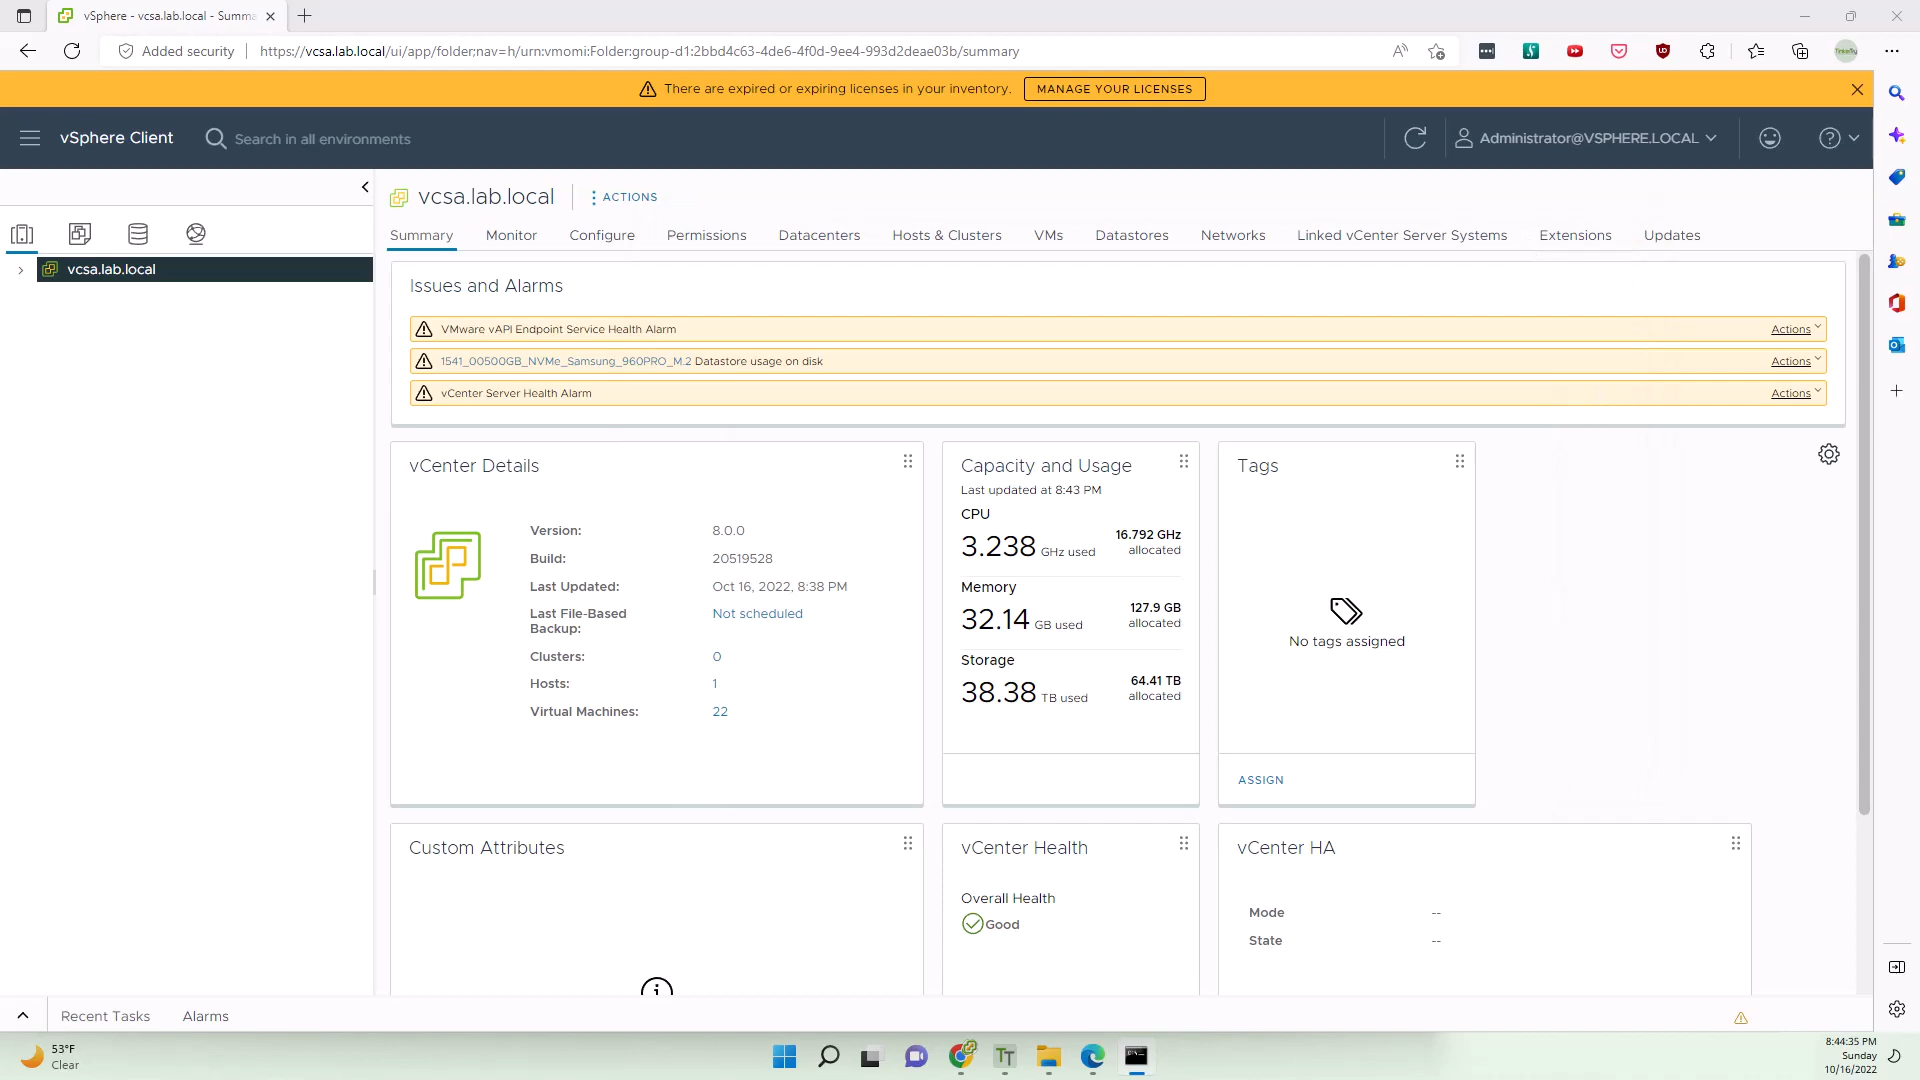 vSphere - vcsa.lab.local - Summa
Added security
https://vcsa.lab.local/ui/app/folder;nav=h/urn:vmomi:Folder:group-d1:2bbd4c63-4de6-4f0d-9ee4-993d2deae03b/summary
There are expired or expiring licenses in your inventory.
MANAGE YOUR LICENSES
vSphere Client
Search in all environments
Administrator@VSPHERE.LOCAL
vcsa.lab.local
ACTIONS
Summary
Monitor
Configure
Permissions
Datacenters
Hosts & Clusters
VMs
Datastores
Networks
Linked vCenter Server Systems
Extensions
Updates
vcsa.lab.local
Issues and Alarms
VMware vAPI Endpoint Service Health Alarm
Actions
1541_00500GB_NVMe_Samsung_960PRO_M.2 Datastore usage on disk
Actions
vCenter Server Health Alarm
Actions
vCenter Details
Version: 8.0.0
Build: 20519528
Last Updated: Oct 16, 2022, 8:38 PM
Last File-Based Not scheduled
Backup:
Clusters: 0
Hosts: 1
Virtual Machines: 22
Capacity and Usage
Last updated at 8:43 PM
CPU
3.238 GHz used
16.792 GHz
allocated
Memory
32.14 GB used
127.9 GB
allocated
Storage
38.38 TB used
64.41 TB
allocated
Tags
No tags assigned
ASSIGN
Custom Attributes
vCenter Health
Overall Health
Good
vCenter HA
Mode --
State --
Recent Tasks
Alarms
53°F
Clear
TT
8:44:35 PM
Sunday
10/16/2022